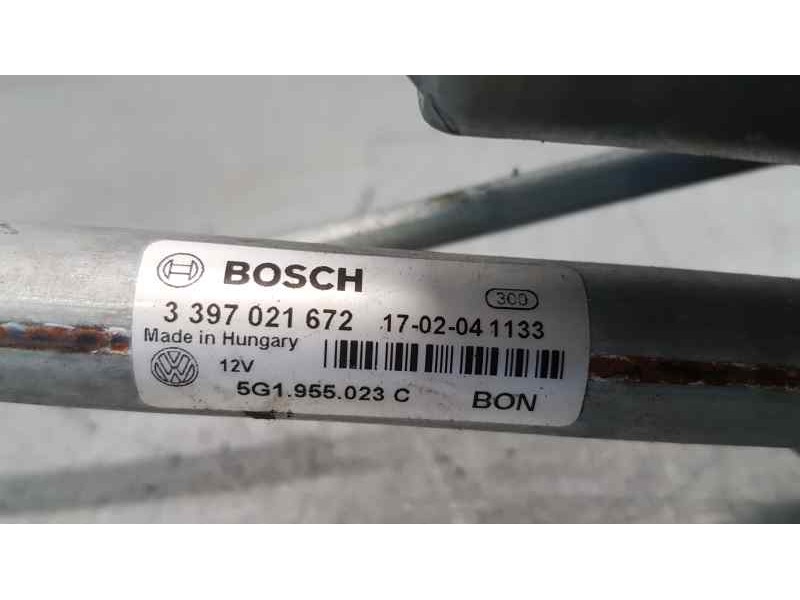 BOSCH
300
3 397 021 672 17-02-04 1133
Made in Hungary
12V
5G1.955.023 C BON